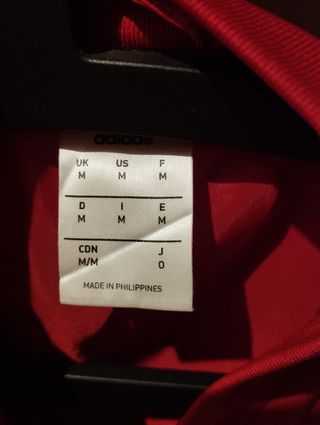 adidas
UK US F
M M M
D I E
M M M
CDN J
M/M O
MADE IN PHILIPPINES